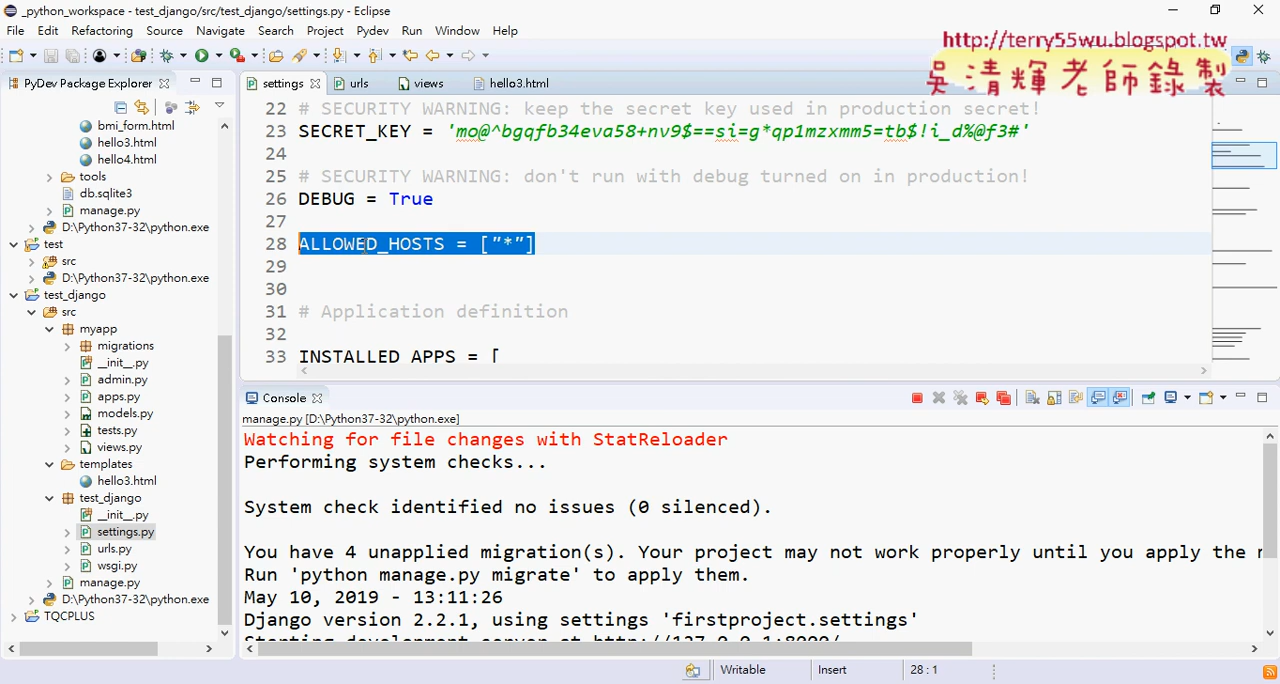 _python_workspace - test_django/src/test_django/settings.py - Eclipse
File Edit Refactoring Source Navigate Search Project Pydev Run Window Help
http://terry55wu.blogspot.tw
吳清輝老師錄製
PyDev Package Explorer
bmi_form.html
hello3.html
hello4.html
tools
db.sqlite3
manage.py
D:\Python37-32\python.exe
test
src
D:\Python37-32\python.exe
test_django
src
myapp
migrations
__init__.py
admin.py
apps.py
models.py
tests.py
views.py
templates
hello3.html
test_django
__init__.py
settings.py
urls.py
wsgi.py
manage.py
D:\Python37-32\python.exe
TQCPLUS
settings urls views hello3.html
22 # SECURITY WARNING: keep the secret key used in production secret!
23 SECRET_KEY = 'mo@^bgqfb34eva58+nv9$==si=g*qp1mzxmm5=tb$!i_d%@f3#'
24
25 # SECURITY WARNING: don't run with debug turned on in production!
26 DEBUG = True
27
28 ALLOWED_HOSTS = ["*"]
29
30
31 # Application definition
32
33 INSTALLED_APPS = [
Console
manage.py [D:\Python37-32\python.exe]
Watching for file changes with StatReloader
Performing system checks...
System check identified no issues (0 silenced).
You have 4 unapplied migration(s). Your project may not work properly until you apply the
Run 'python manage.py migrate' to apply them.
May 10, 2019 - 13:11:26
Django version 2.2.1, using settings 'firstproject.settings'
Starting development server at http://127.0.0.1:8000/
Writable Insert 28 : 1